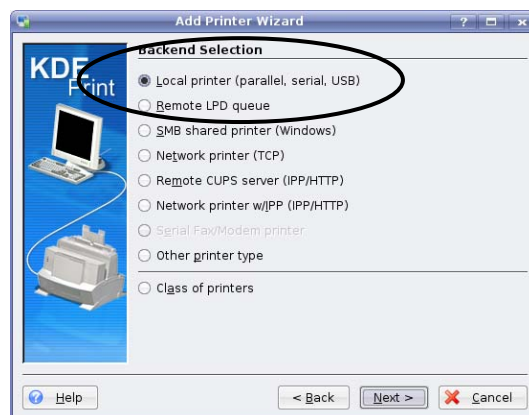 Add Printer Wizard
KDE
Print
Backend Selection
Local printer (parallel, serial, USB)
Remote LPD queue
SMB shared printer (Windows)
Network printer (TCP)
Remote CUPS server (IPP/HTTP)
Network printer w/IPP (IPP/HTTP)
Serial Fax/Modem printer
Other printer type
Class of printers
Help
< Back
Next >
Cancel